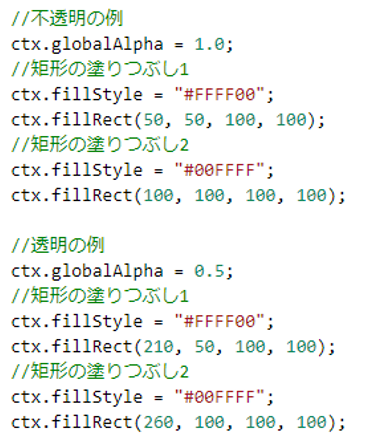 //不透明の例
ctx.globalAlpha = 1.0;
//矩形の塗りつぶし1
ctx.fillStyle = "#FFFF00";
ctx.fillRect(50, 50, 100, 100);
//矩形の塗りつぶし2
ctx.fillStyle = "#00FFFF";
ctx.fillRect(100, 100, 100, 100);

//透明の例
ctx.globalAlpha = 0.5;
//矩形の塗りつぶし1
ctx.fillStyle = "#FFFF00";
ctx.fillRect(210, 50, 100, 100);
//矩形の塗りつぶし2
ctx.fillStyle = "#00FFFF";
ctx.fillRect(260, 100, 100, 100);